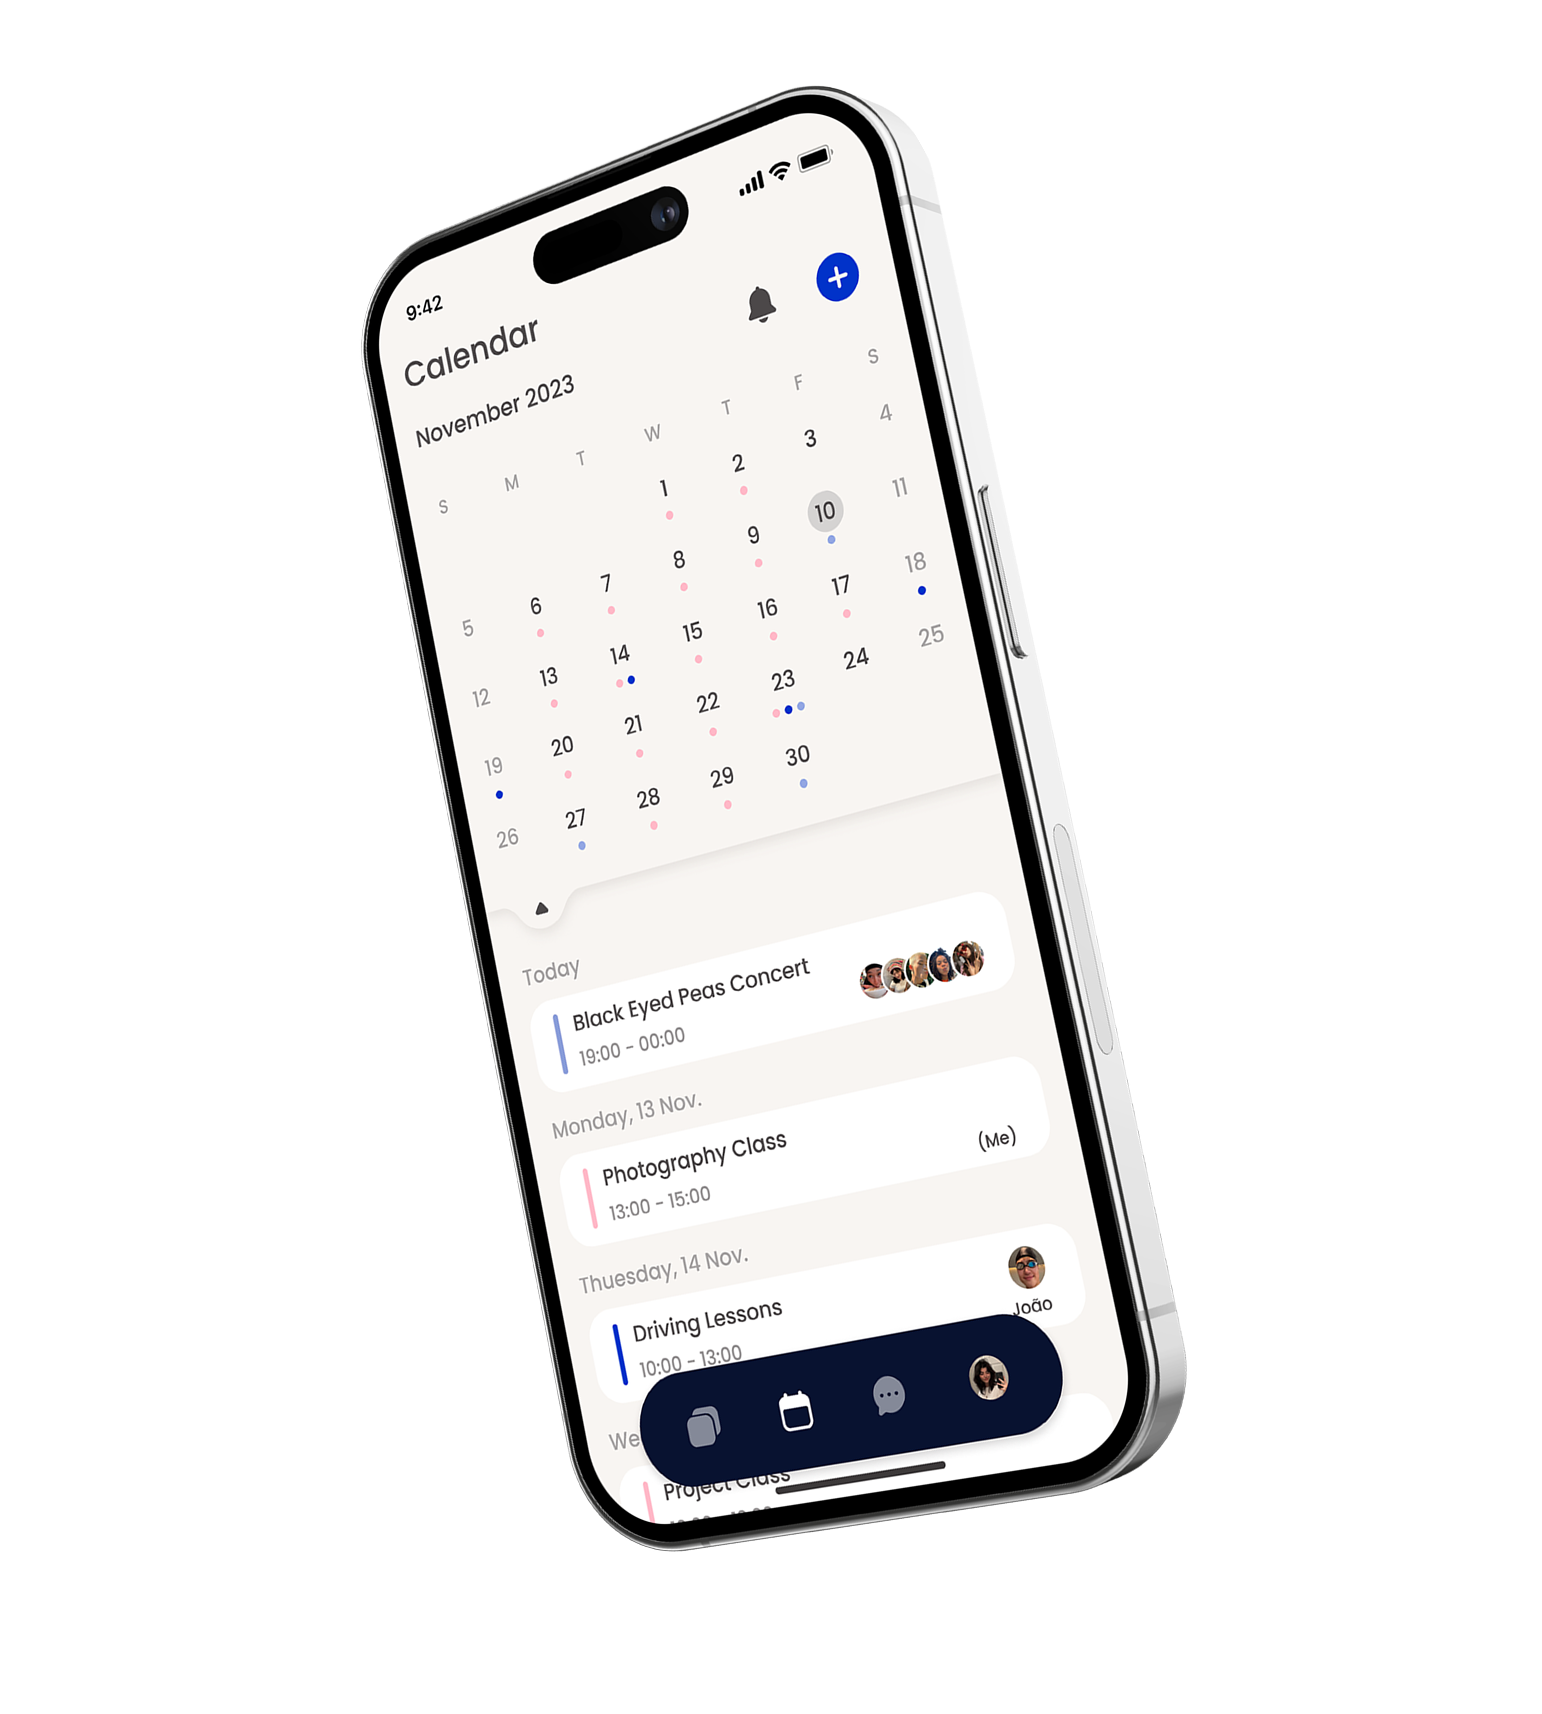 9:42
Calendar
November 2023
S M T W T F S
1 2 3 4
5 6 7 8 9 10 11
12 13 14 15 16 17 18
19 20 21 22 23 24 25
26 27 28 29 30
Today
Black Eyed Peas Concert
19:00 - 00:00
Monday, 13 Nov.
Photography Class
13:00 - 15:00
(Me)
Thuesday, 14 Nov.
Driving Lessons
10:00 - 13:00
João
We
Project Class